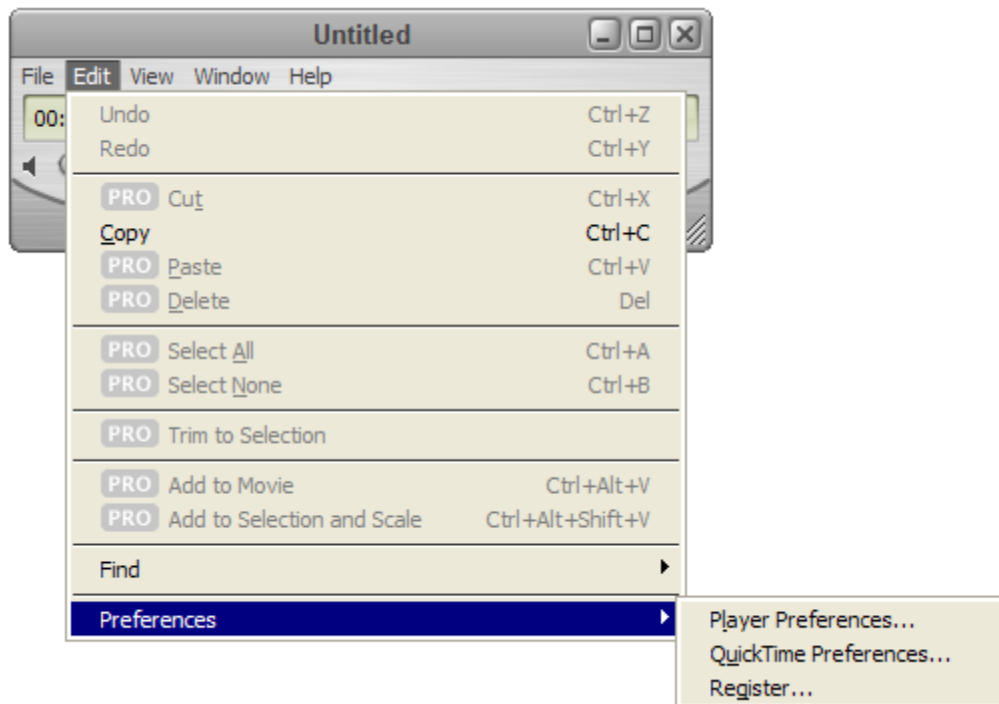 Untitled
File Edit View Window Help
00:
Undo Ctrl+Z
Redo Ctrl+Y
PRO Cut Ctrl+X
Copy Ctrl+C
PRO Paste Ctrl+V
PRO Delete Del
PRO Select All Ctrl+A
PRO Select None Ctrl+B
PRO Trim to Selection
PRO Add to Movie Ctrl+Alt+V
PRO Add to Selection and Scale Ctrl+Alt+Shift+V
Find
Preferences
Player Preferences...
QuickTime Preferences...
Register...